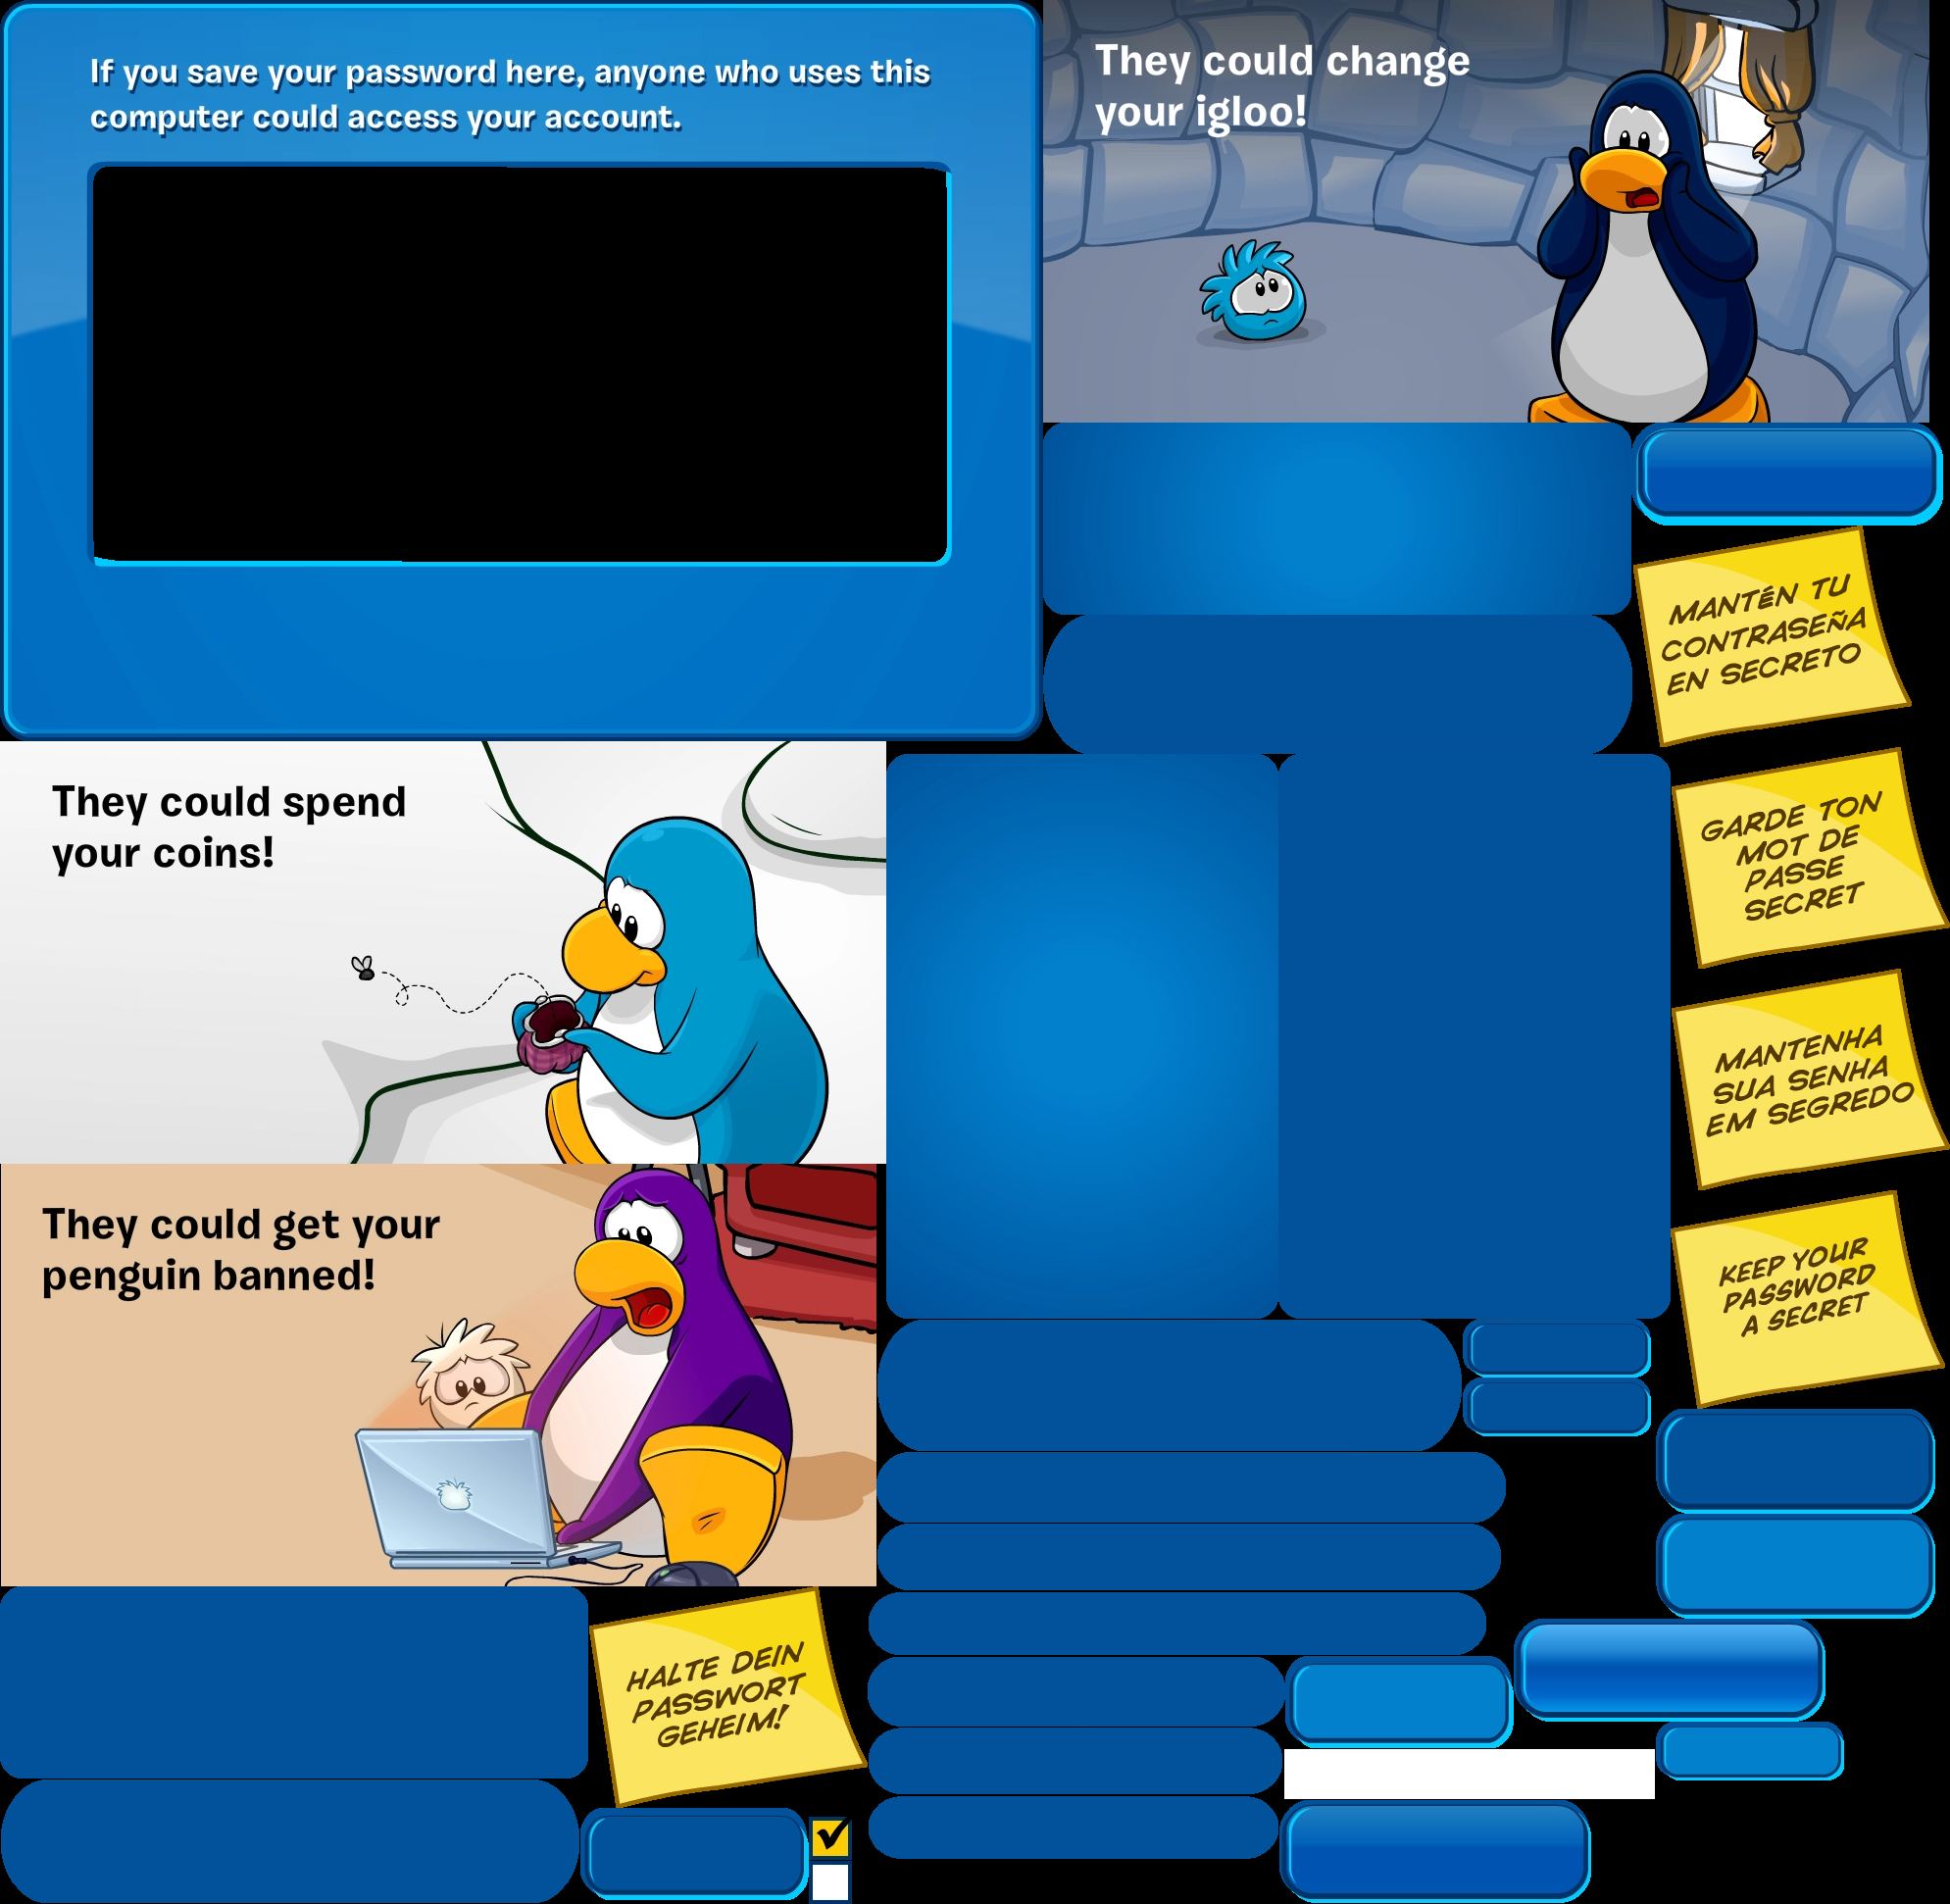 If you save your password here, anyone who uses this
computer could access your account.
They could change
your igloo!
MANTÉN TU
CONTRASEÑA
EN SECRETO
They could spend
your coins!
GARDE TON
MOT DE
PASSE
SECRET
MANTENHA
SUA SENHA
EM SEGREDO
They could get your
penguin banned!
KEEP YOUR
PASSWORD
A SECRET
HALTE DEIN
PASSWORT
GEHEIM!